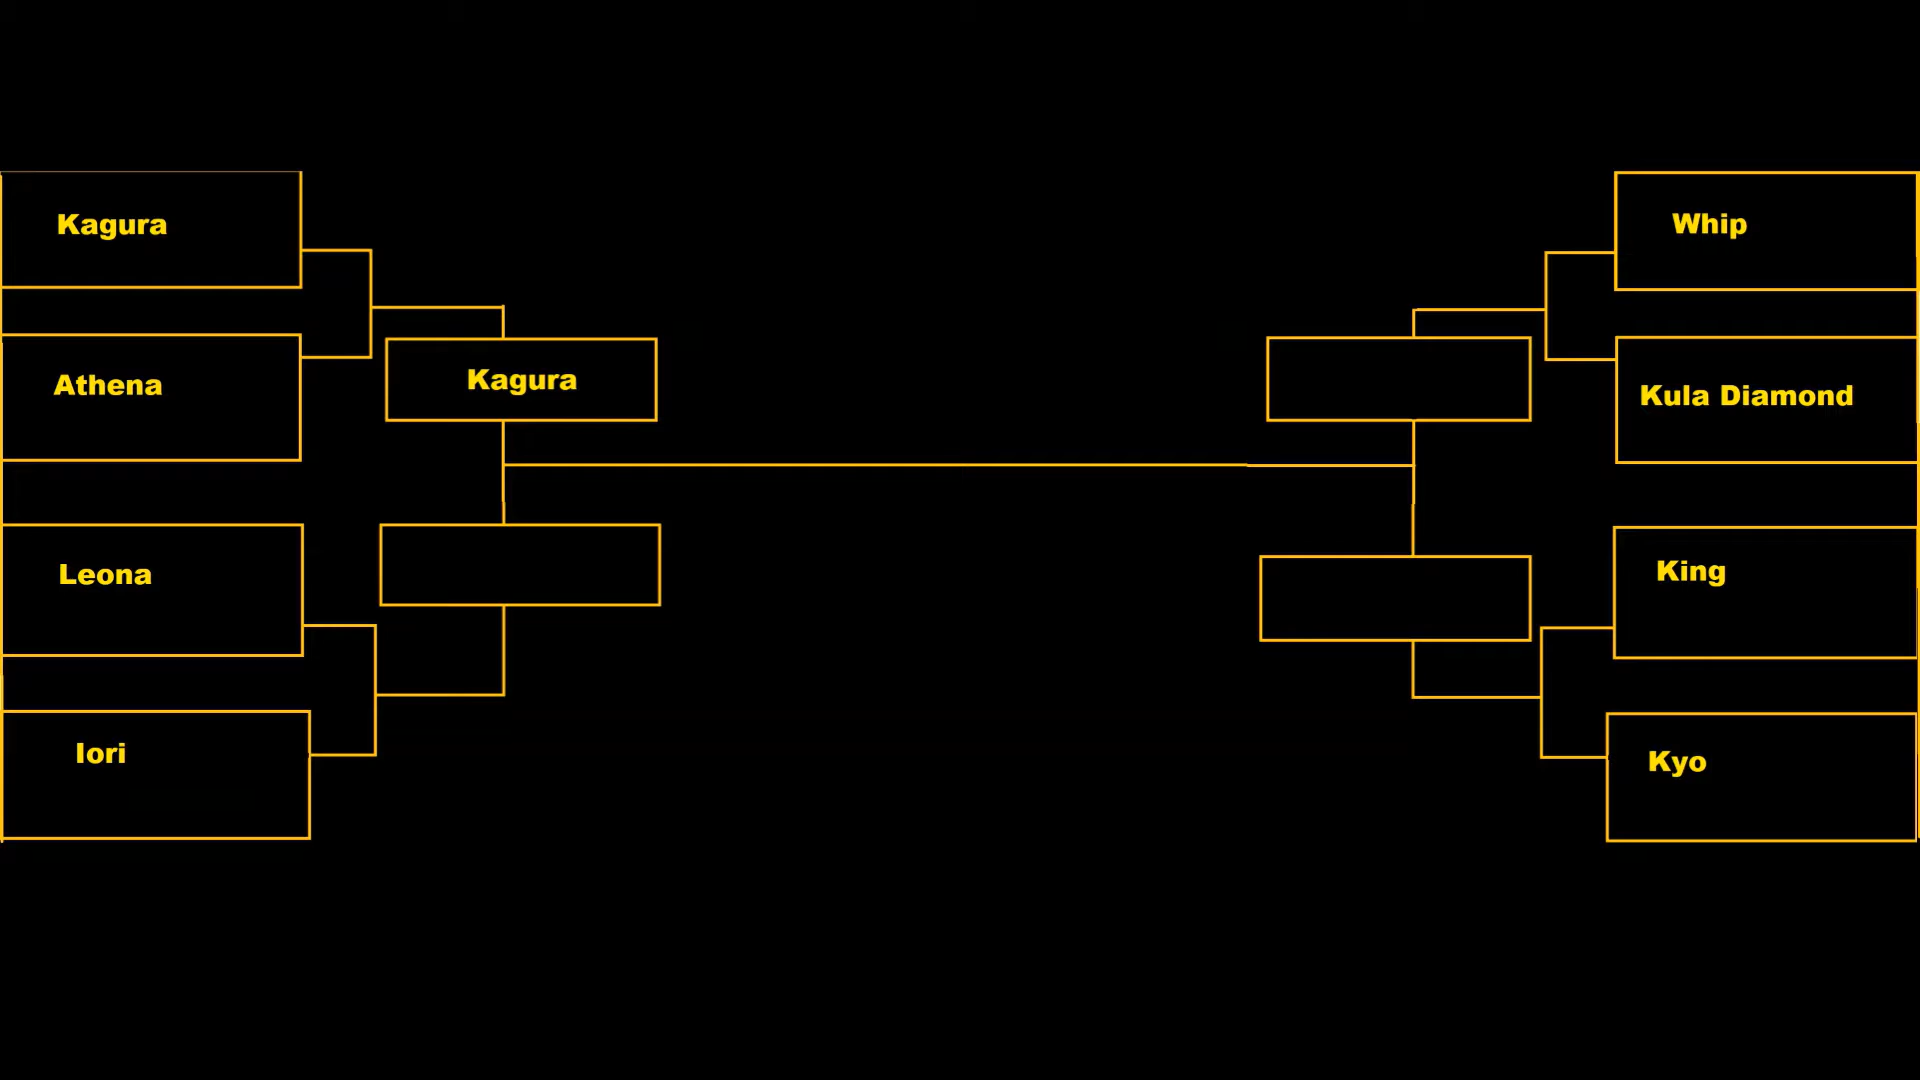 Kagura
Athena
Kagura
Leona
Iori
Whip
Kula Diamond
King
Kyo